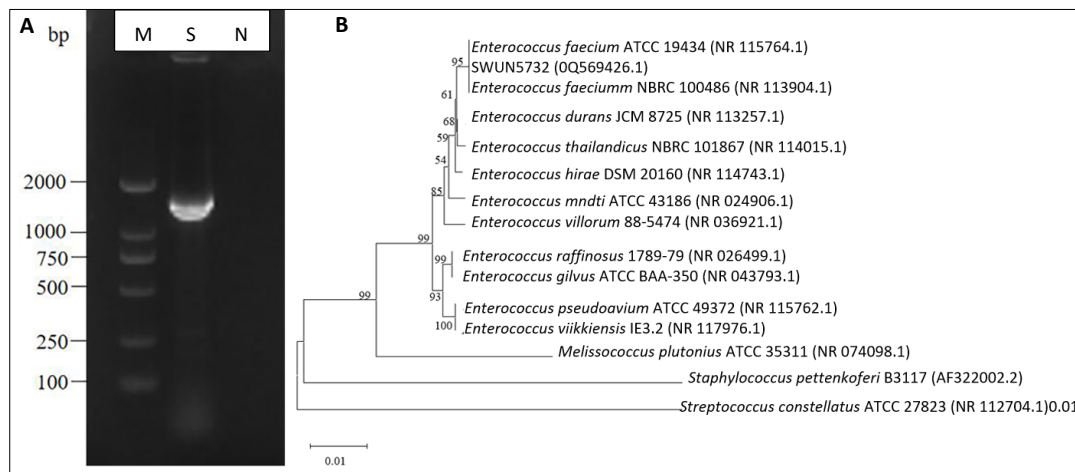 A
bp
M S N
2000
1000
750
500
250
100
B
Enterococcus faecium ATCC 19434 (NR 115764.1)
95
SWUN5732 (0Q569426.1)
Enterococcus faeciumm NBRC 100486 (NR 113904.1)
61
Enterococcus durans JCM 8725 (NR 113257.1)
68
59
Enterococcus thailandicus NBRC 101867 (NR 114015.1)
54
Enterococcus hirae DSM 20160 (NR 114743.1)
85
Enterococcus mndti ATCC 43186 (NR 024906.1)
Enterococcus villorum 88-5474 (NR 036921.1)
99
Enterococcus raffinosus 1789-79 (NR 026499.1)
99
Enterococcus gilvus ATCC BAA-350 (NR 043793.1)
99
93
Enterococcus pseudoavium ATCC 49372 (NR 115762.1)
100
Enterococcus viikkiensis IE3.2 (NR 117976.1)
Melissococcus plutonius ATCC 35311 (NR 074098.1)
Staphylococcus pettenkoferi B3117 (AF322002.2)
Streptococcus constellatus ATCC 27823 (NR 112704.1)0.01
0.01